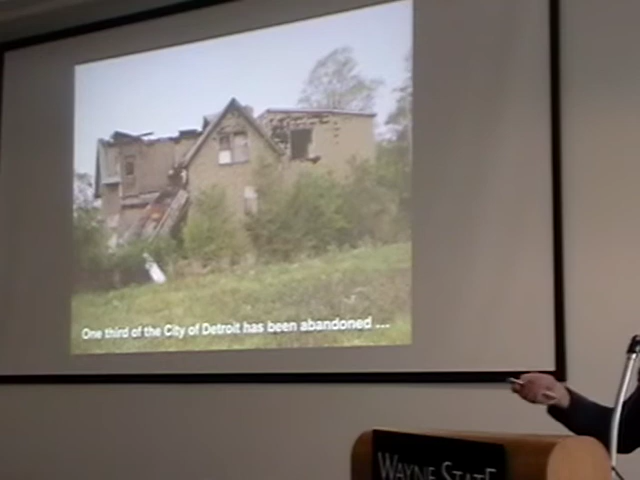 One third of the City of Detroit has been abandoned ...
WAYNE STATE